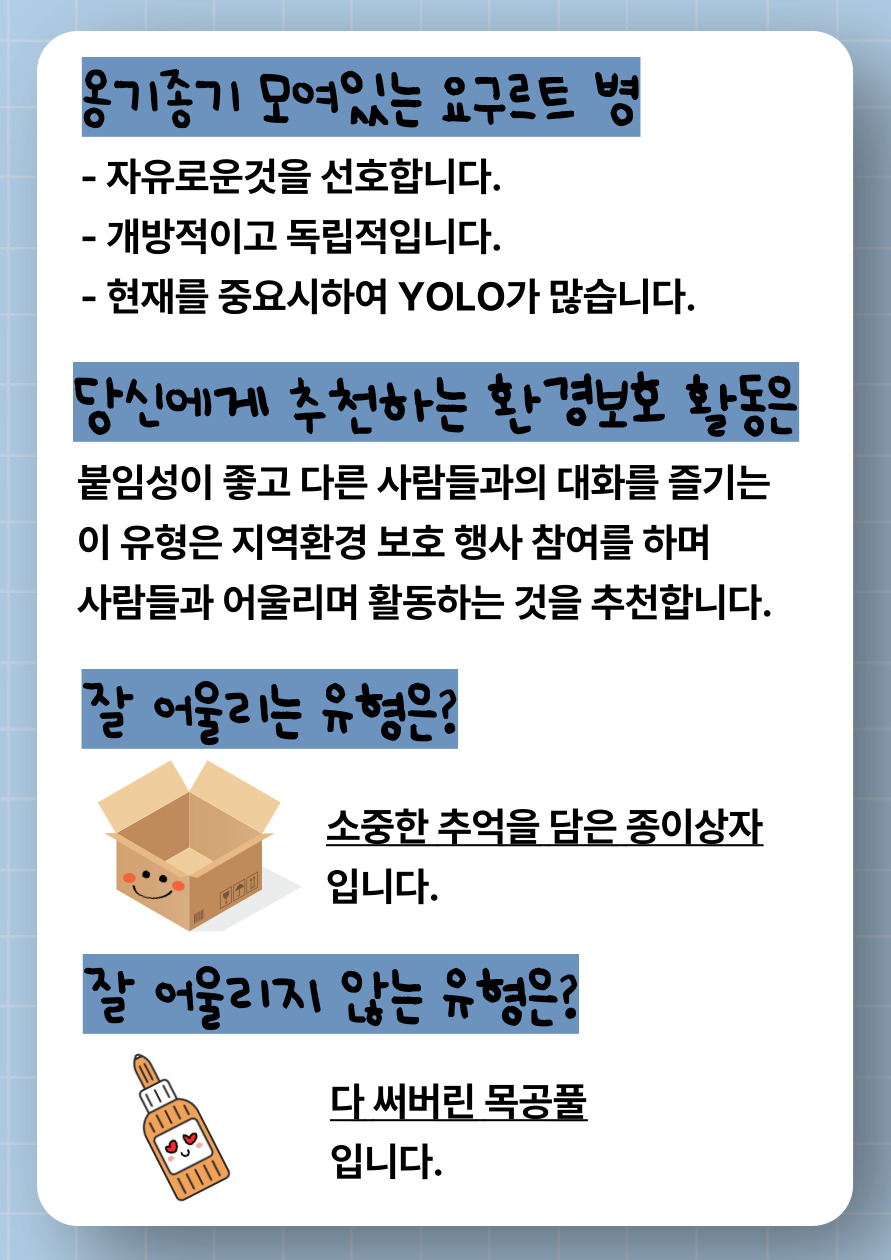 옹기종기 모여있는 요구르트 병
- 자유로운것을 선호합니다.
- 개방적이고 독립적입니다.
- 현재를 중요시하여 YOLO가 많습니다.
당신에게 추천하는 환경보호 활동은
붙임성이 좋고 다른 사람들과의 대화를 즐기는
이 유형은 지역환경 보호 행사 참여를 하며
사람들과 어울리며 활동하는 것을 추천합니다.
잘 어울리는 유형은?
소중한 추억을 담은 종이상자
입니다.
잘 어울리지 않는 유형은?
다 써버린 목공풀
입니다.